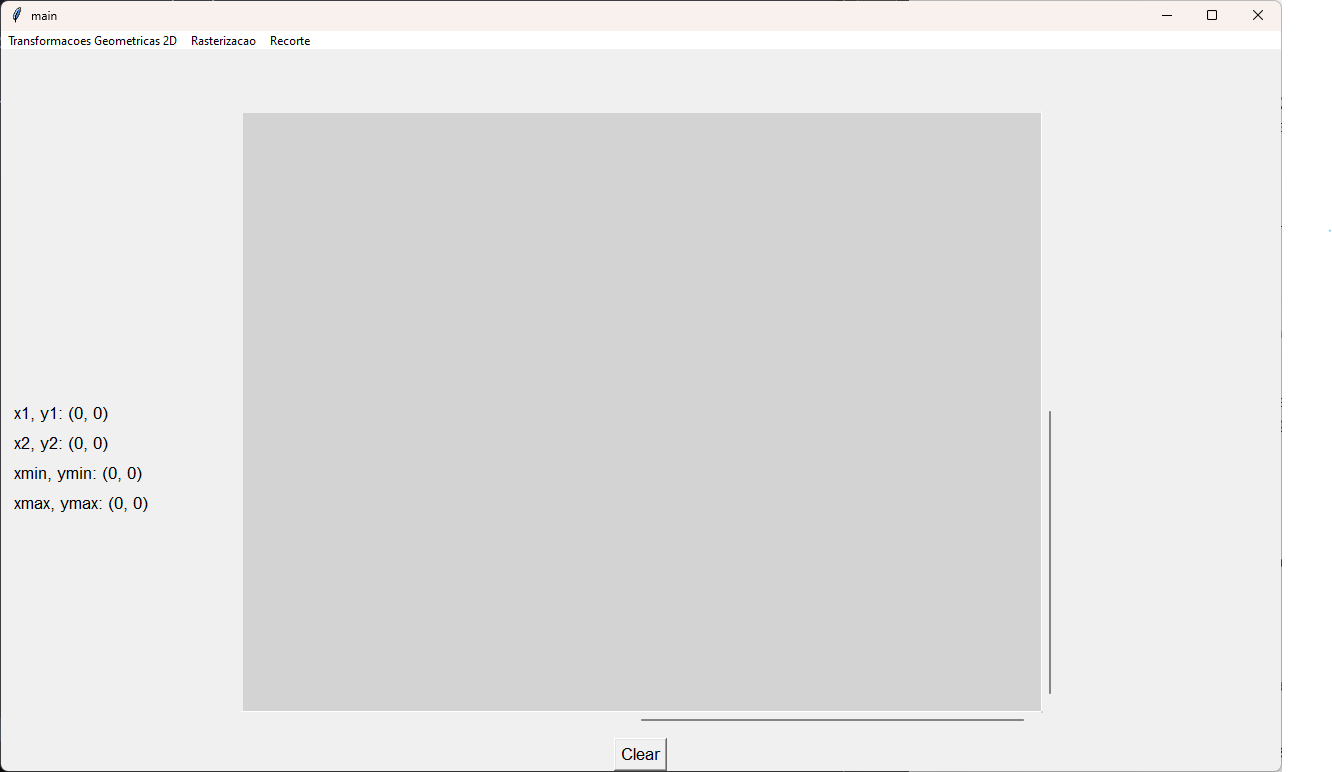 main
Transformacoes Geometricas 2D Rasterizacao Recorte
x1, y1: (0, 0)
x2, y2: (0, 0)
xmin, ymin: (0, 0)
xmax, ymax: (0, 0)
Clear